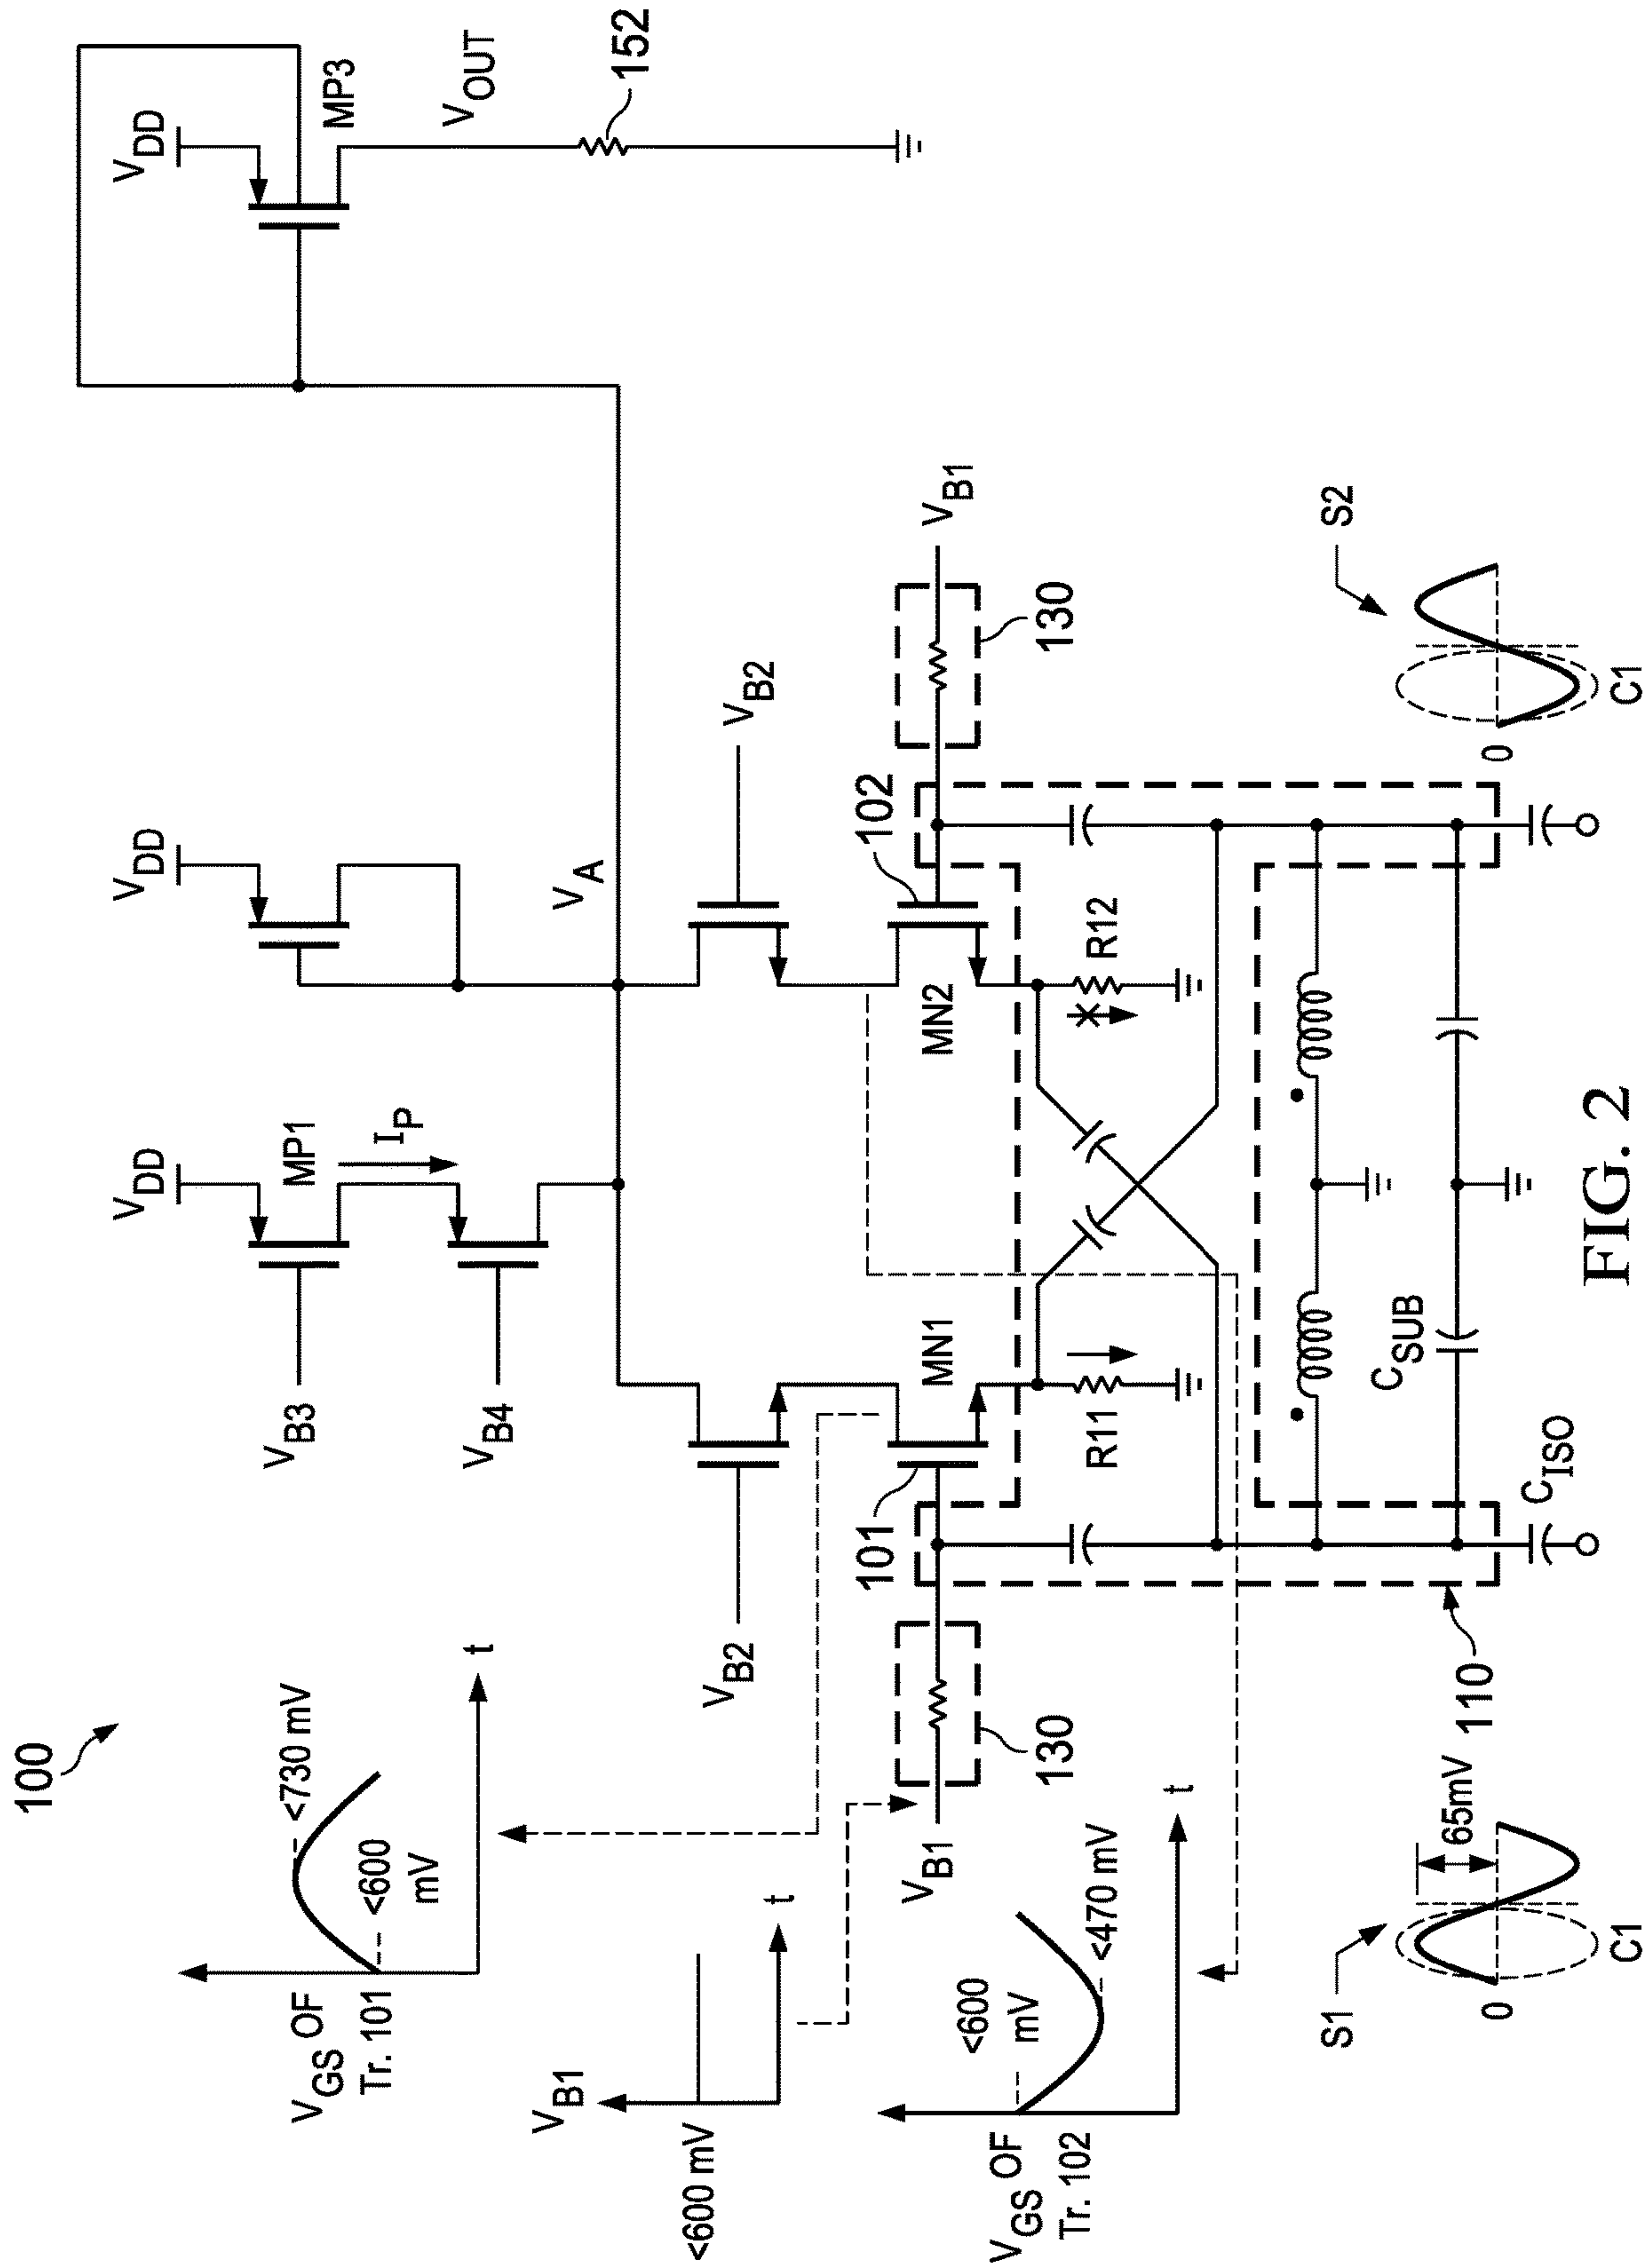 100
V_DD
V_DD
V_DD
V_GS OF
Tr. 101
<730 mV
<600
mV
t
V_B3
MP1
I_P
V_B4
MP3
V_OUT
152
V_A
V_B1
<600 mV
t
V_B2
V_B2
101
MN1
MN2
102
V_B1
130
V_B1
130
V_GS OF
Tr. 102
<600
mV
<470 mV
t
R11
R12
S1
65mV
0
C1
110
C_SUB
C_ISO
S2
0
C1
FIG. 2